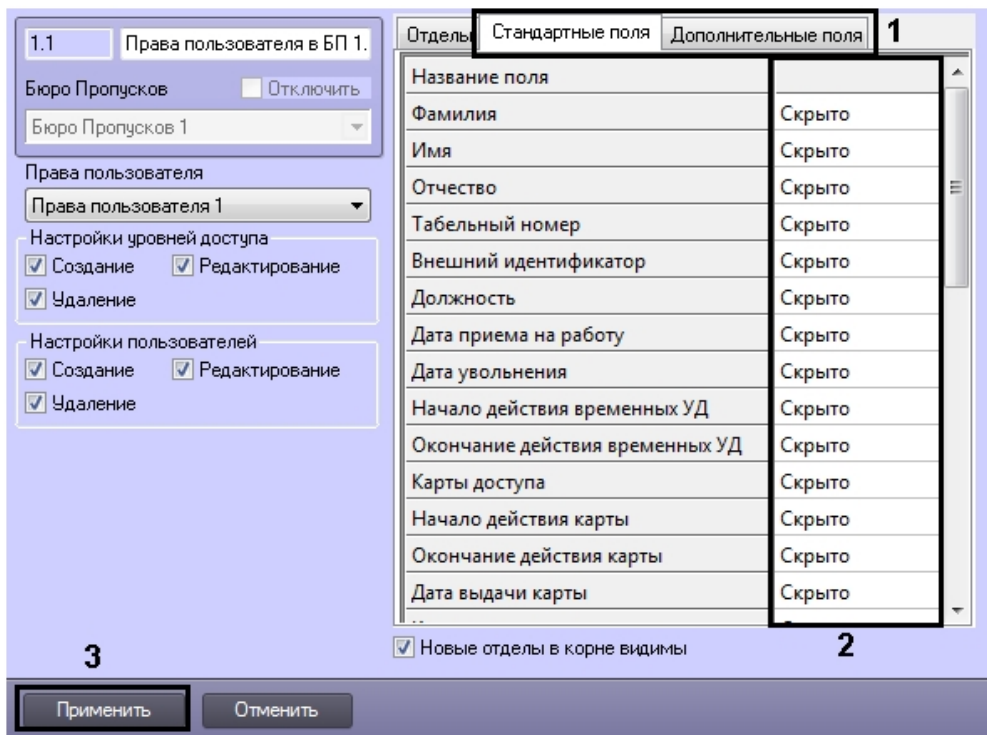 1.1
Права пользователя в БП 1.
Бюро Пропусков
Отключить
Бюро Пропусков 1
Права пользователя
Права пользователя 1
Настройки уровней доступа
Создание
Редактирование
Удаление
Настройки пользователей
Создание
Редактирование
Удаление
Отделы
Стандартные поля
Дополнительные поля
1
Название поля
Фамилия Скрыто
Имя Скрыто
Отчество Скрыто
Табельный номер Скрыто
Внешний идентификатор Скрыто
Должность Скрыто
Дата приема на работу Скрыто
Дата увольнения Скрыто
Начало действия временных УД Скрыто
Окончание действия временных УД Скрыто
Карты доступа Скрыто
Начало действия карты Скрыто
Окончание действия карты Скрыто
Дата выдачи карты Скрыто
Новые отделы в корне видимы
2
3
Применить
Отменить